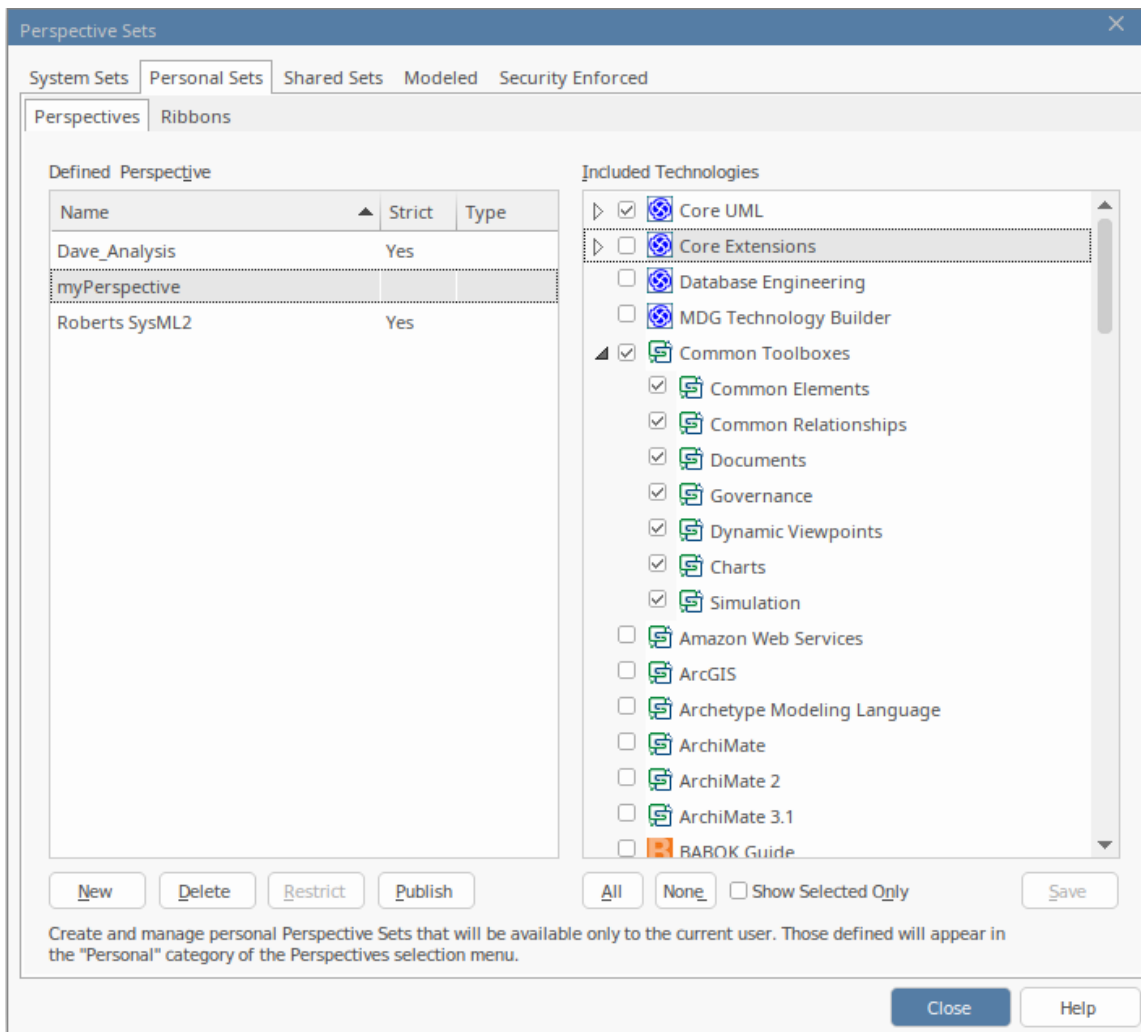 Perspective Sets
System Sets Personal Sets Shared Sets Modeled Security Enforced
Perspectives Ribbons
Defined Perspective
Name Strict Type
Dave_Analysis Yes
myPerspective
Roberts SysML2 Yes
Included Technologies
Core UML
Core Extensions
Database Engineering
MDG Technology Builder
Common Toolboxes
Common Elements
Common Relationships
Documents
Governance
Dynamic Viewpoints
Charts
Simulation
Amazon Web Services
ArcGIS
Archetype Modeling Language
ArchiMate
ArchiMate 2
ArchiMate 3.1
B BABOK Guide
New Delete Restrict Publish
All None Show Selected Only Save
Create and manage personal Perspective Sets that will be available only to the current user. Those defined will appear in
the "Personal" category of the Perspectives selection menu.
Close Help